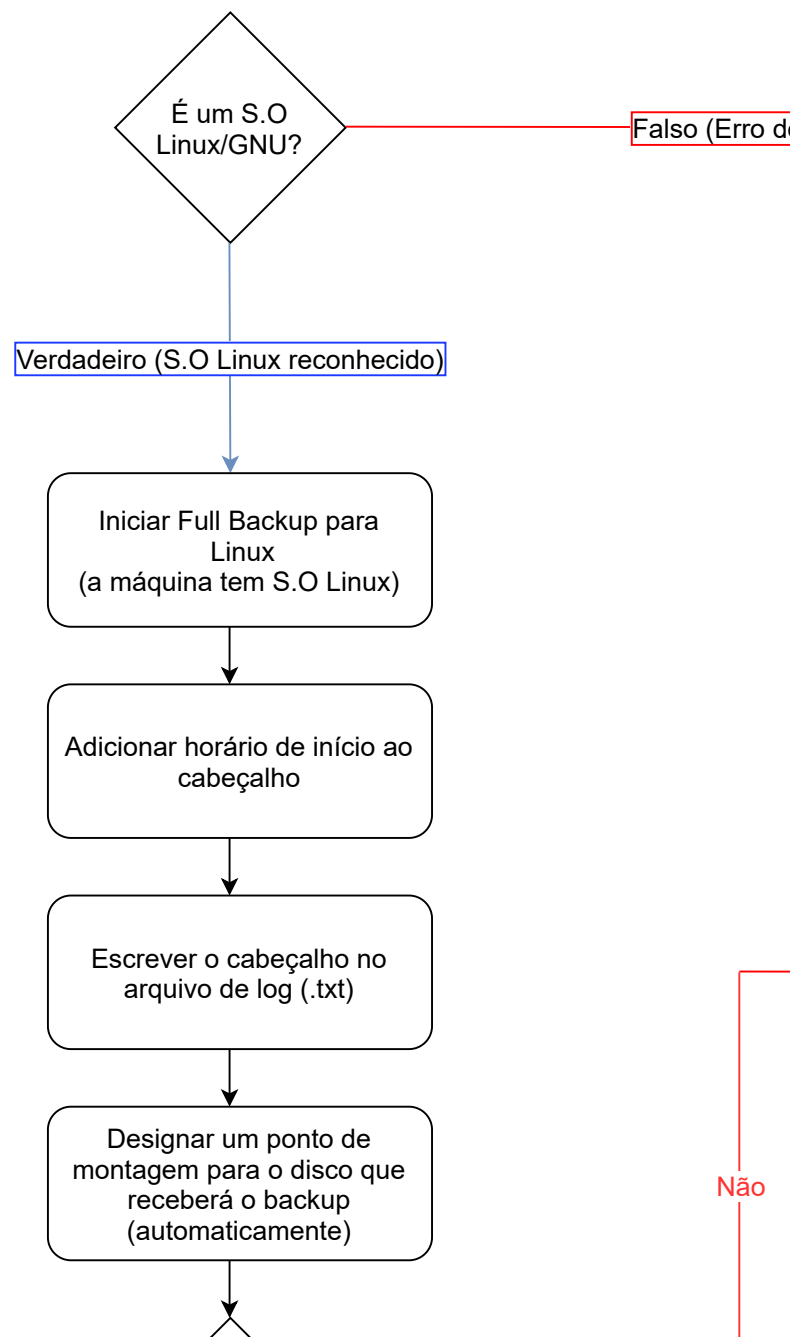 É um S.O
Linux/GNU?
Falso (Erro
Verdadeiro (S.O Linux reconhecido)
Iniciar Full Backup para
Linux
(a máquina tem S.O Linux)
Adicionar horário de início ao
cabeçalho
Escrever o cabeçalho no
arquivo de log (.txt)
Designar um ponto de
montagem para o disco que
receberá o backup
(automaticamente)
Não